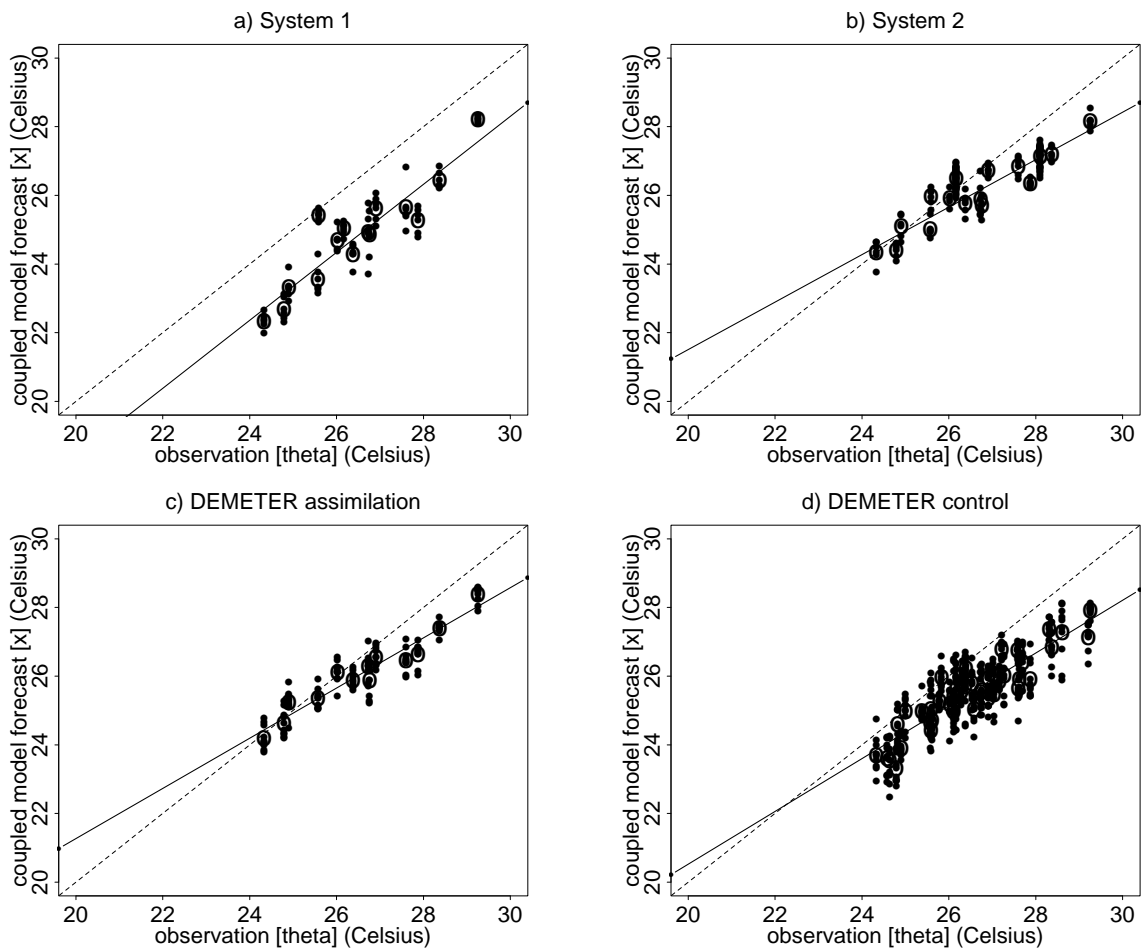 a) System 1
coupled model forecast [x] (Celsius)
20 22 24 26 28 30
20 22 24 26 28 30
observation [theta] (Celsius)
b) System 2
coupled model forecast [x] (Celsius)
20 22 24 26 28 30
20 22 24 26 28 30
observation [theta] (Celsius)
c) DEMETER assimilation
coupled model forecast [x] (Celsius)
20 22 24 26 28 30
20 22 24 26 28 30
observation [theta] (Celsius)
d) DEMETER control
coupled model forecast [x] (Celsius)
20 22 24 26 28 30
20 22 24 26 28 30
observation [theta] (Celsius)